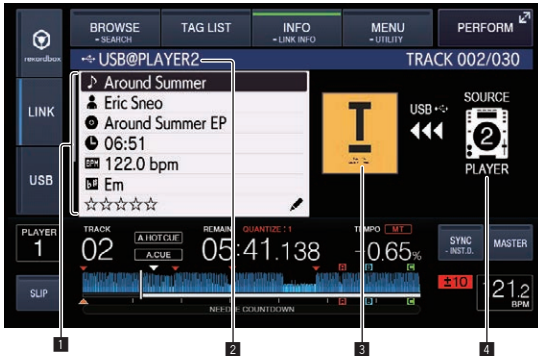 BROWSE
- SEARCH
TAG LIST
INFO
- LINK INFO
MENU
- UTILITY
PERFORM
rekordbox
USB@PLAYER2
TRACK 002/030
LINK
USB
Around Summer
Eric Sneo
Around Summer EP
06:51
BPM 122.0 bpm
Em
USB
SOURCE
2
PLAYER
PLAYER
1
TRACK
02
A.HOT CUE
A.CUE
REMAIN
QUANTIZE : 1
05:41.138
TEMPO
MT
-0.65%
SYNC
- INST.D.
MASTER
SLIP
B D C
B D C
±10
121.2
BPM
NEEDLE COUNTDOWN
1 2 3 4